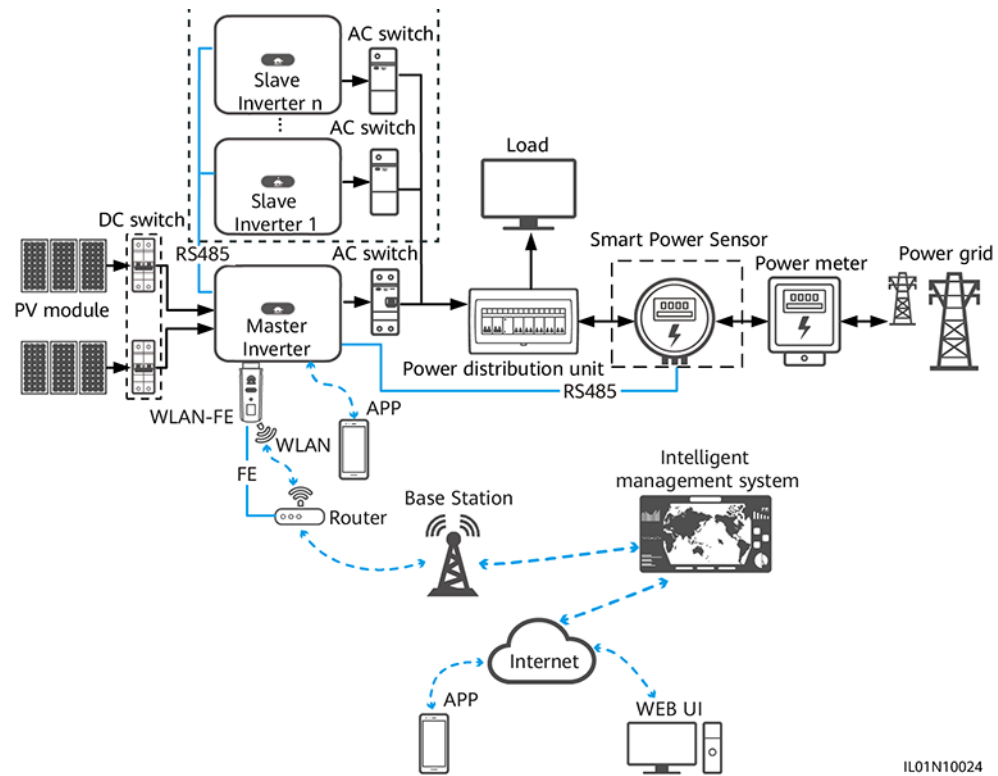 AC switch
Slave
Inverter n
AC switch
Slave
Inverter 1
Load
DC switch
RS485
AC switch
Smart Power Sensor
Power meter
Power grid
PV module
Master
Inverter
Power distribution unit
RS485
WLAN-FE
WLAN
APP
FE
Router
Base Station
Intelligent
management system
Internet
APP
WEB UI
IL01N10024